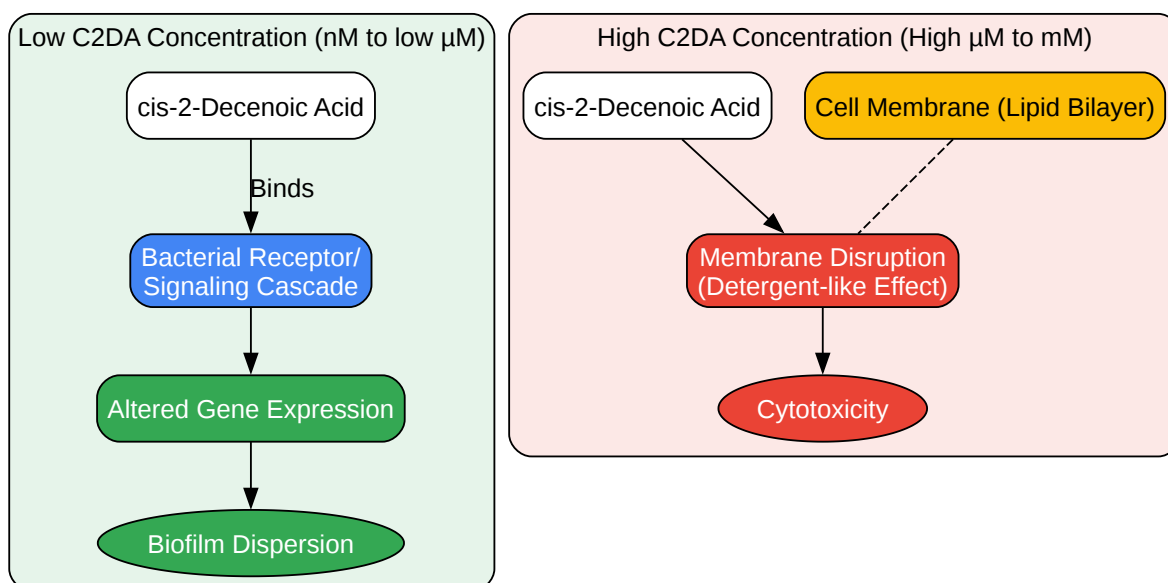 Low C2DA Concentration (nM to low µM)
cis-2-Decenoic Acid
Binds
Bacterial Receptor/
Signaling Cascade
Altered Gene Expression
Biofilm Dispersion
High C2DA Concentration (High µM to mM)
cis-2-Decenoic Acid
Cell Membrane (Lipid Bilayer)
Membrane Disruption
(Detergent-like Effect)
Cytotoxicity